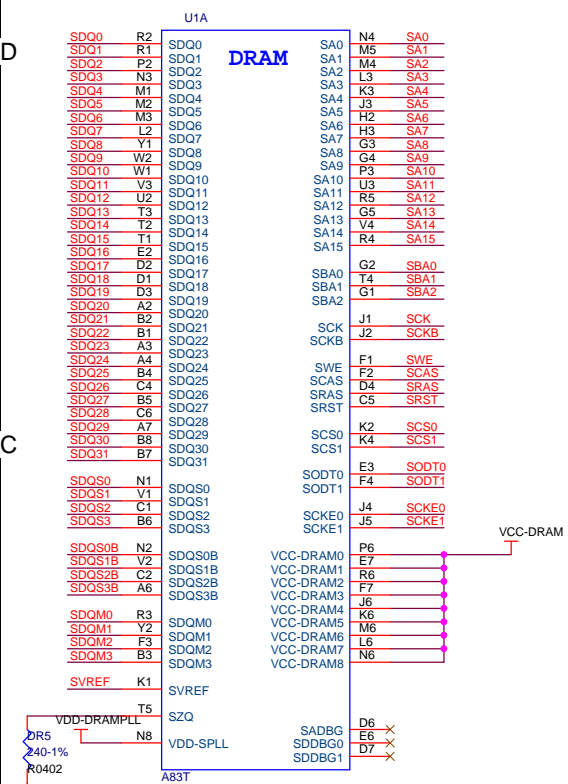 U1A
DRAM
D
C
SDQ0 R2 SDQ0 SA0 N4 SA0
SDQ1 R1 SDQ1 SA1 M5 SA1
SDQ2 P2 SDQ2 SA2 M4 SA2
SDQ3 N3 SDQ3 SA3 L3 SA3
SDQ4 M1 SDQ4 SA4 K3 SA4
SDQ5 M2 SDQ5 SA5 J3 SA5
SDQ6 M3 SDQ6 SA6 H2 SA6
SDQ7 L2 SDQ7 SA7 H3 SA7
SDQ8 Y1 SDQ8 SA8 G3 SA8
SDQ9 W2 SDQ9 SA9 G4 SA9
SDQ10 W1 SDQ10 SA10 P3 SA10
SDQ11 V3 SDQ11 SA11 U3 SA11
SDQ12 U2 SDQ12 SA12 R5 SA12
SDQ13 T3 SDQ13 SA13 G5 SA13
SDQ14 T2 SDQ14 SA14 V4 SA14
SDQ15 T1 SDQ15 SA15 R4 SA15
SDQ16 E2 SDQ16
SDQ17 D2 SDQ17 SBA0 G2 SBA0
SDQ18 D1 SDQ18 SBA1 T4 SBA1
SDQ19 D3 SDQ19 SBA2 G1 SBA2
SDQ20 A2 SDQ20
SDQ21 B2 SDQ21 SCK J1 SCK
SDQ22 B1 SDQ22 SCKB J2 SCKB
SDQ23 A3 SDQ23
SDQ24 A4 SDQ24 SWE F1 SWE
SDQ25 B4 SDQ25 SCAS F2 SCAS
SDQ26 C4 SDQ26 SRAS D4 SRAS
SDQ27 B5 SDQ27 SRST C5 SRST
SDQ28 C6 SDQ28
SDQ29 A7 SDQ29 SCS0 K2 SCS0
SDQ30 B8 SDQ30 SCS1 K4 SCS1
SDQ31 B7 SDQ31
SODT0 E3 SODT0
SDQS0 N1 SDQS0 SODT1 F4 SODT1
SDQS1 V1 SDQS1
SDQS2 C1 SDQS2 SCKE0 J4 SCKE0
SDQS3 B6 SDQS3 SCKE1 J5 SCKE1
VCC-DRAM
SDQS0B N2 SDQS0B VCC-DRAM0 P6
SDQS1B V2 SDQS1B VCC-DRAM1 E7
SDQS2B C2 SDQS2B VCC-DRAM2 R6
SDQS3B A6 SDQS3B VCC-DRAM3 F7
VCC-DRAM4 J6
SDQM0 R3 SDQM0 VCC-DRAM5 K6
SDQM1 Y2 SDQM1 VCC-DRAM6 M6
SDQM2 F3 SDQM2 VCC-DRAM7 L6
SDQM3 B3 SDQM3 VCC-DRAM8 N6
SVREF K1 SVREF
T5 SZQ
VDD-DRAMPLL
SADBG D6
DR5 N8 VDD-SPLL SDDBG0 E6
240-1% SDDBG1 D7
R0402
A83T